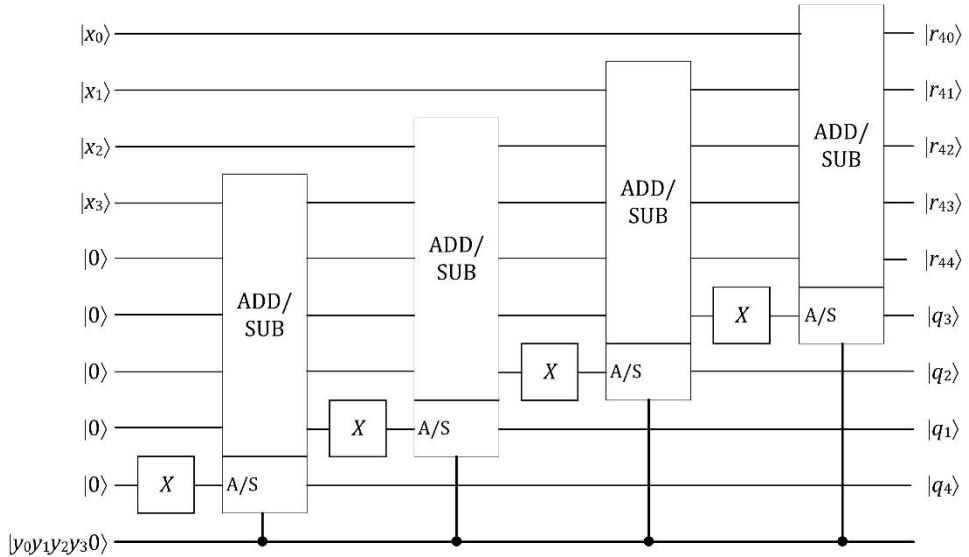 |x₀⟩ ADD/ SUB |r₄₀⟩
|x₁⟩ ADD/ SUB |r₄₁⟩
|x₂⟩ ADD/ SUB |r₄₂⟩
|x₃⟩ ADD/ SUB |r₄₃⟩
|0⟩ |r₄₄⟩
|0⟩ X A/S |q₃⟩
|0⟩ X A/S |q₂⟩
|0⟩ X A/S |q₁⟩
|0⟩ X A/S |q₄⟩
|y₀y₁y₂y₃0⟩